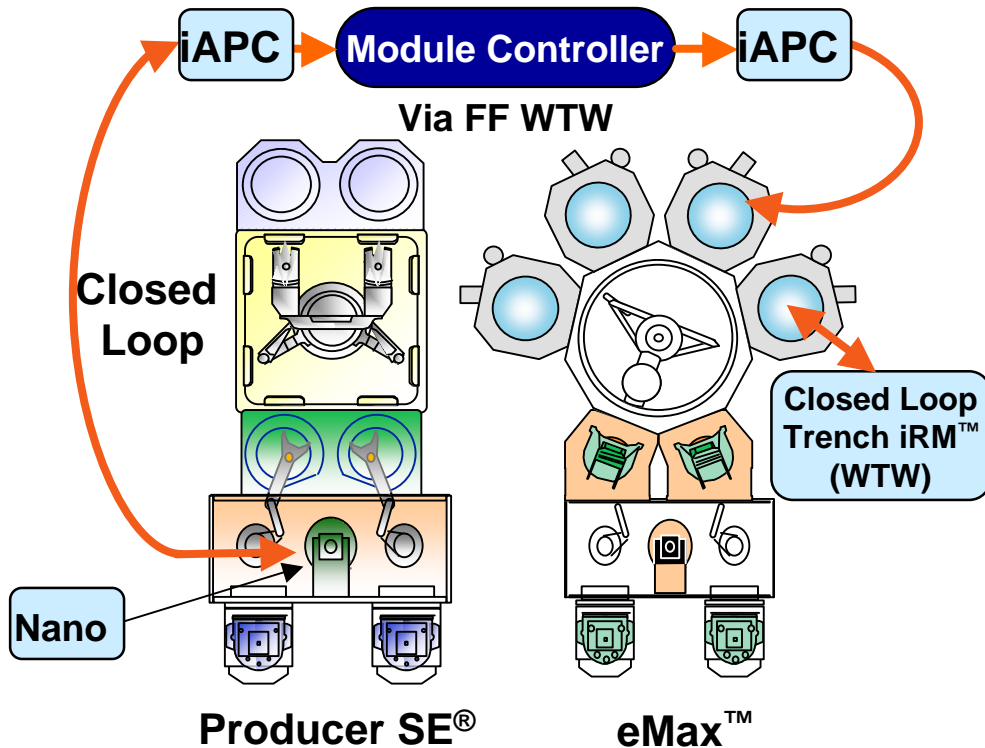 iAPC
Module Controller
iAPC
Via FF WTW
Closed
Loop
Closed Loop
Trench iRM™
(WTW)
Nano
Producer SE®
eMax™